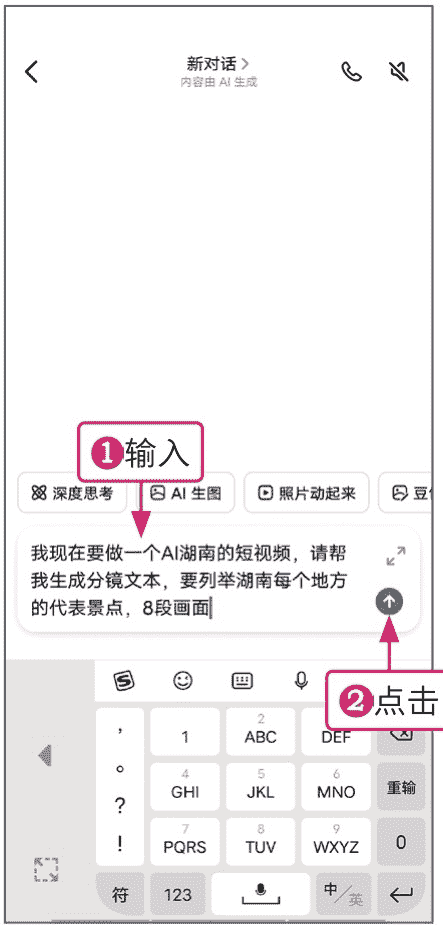 新对话 >
内容由 AI 生成
❶输入
深度思考
AI 生图
照片动起来
我现在要做一个AI湖南的短视频，请帮
我生成分镜文本，要列举湖南每个地方
的代表景点，8段画面
❷点击
，
。
？
！
1
2
ABC
DEF
4
GHI
5
JKL
6
MNO
重输
7
PQRS
8
TUV
9
WXYZ
0
符
123
中/英